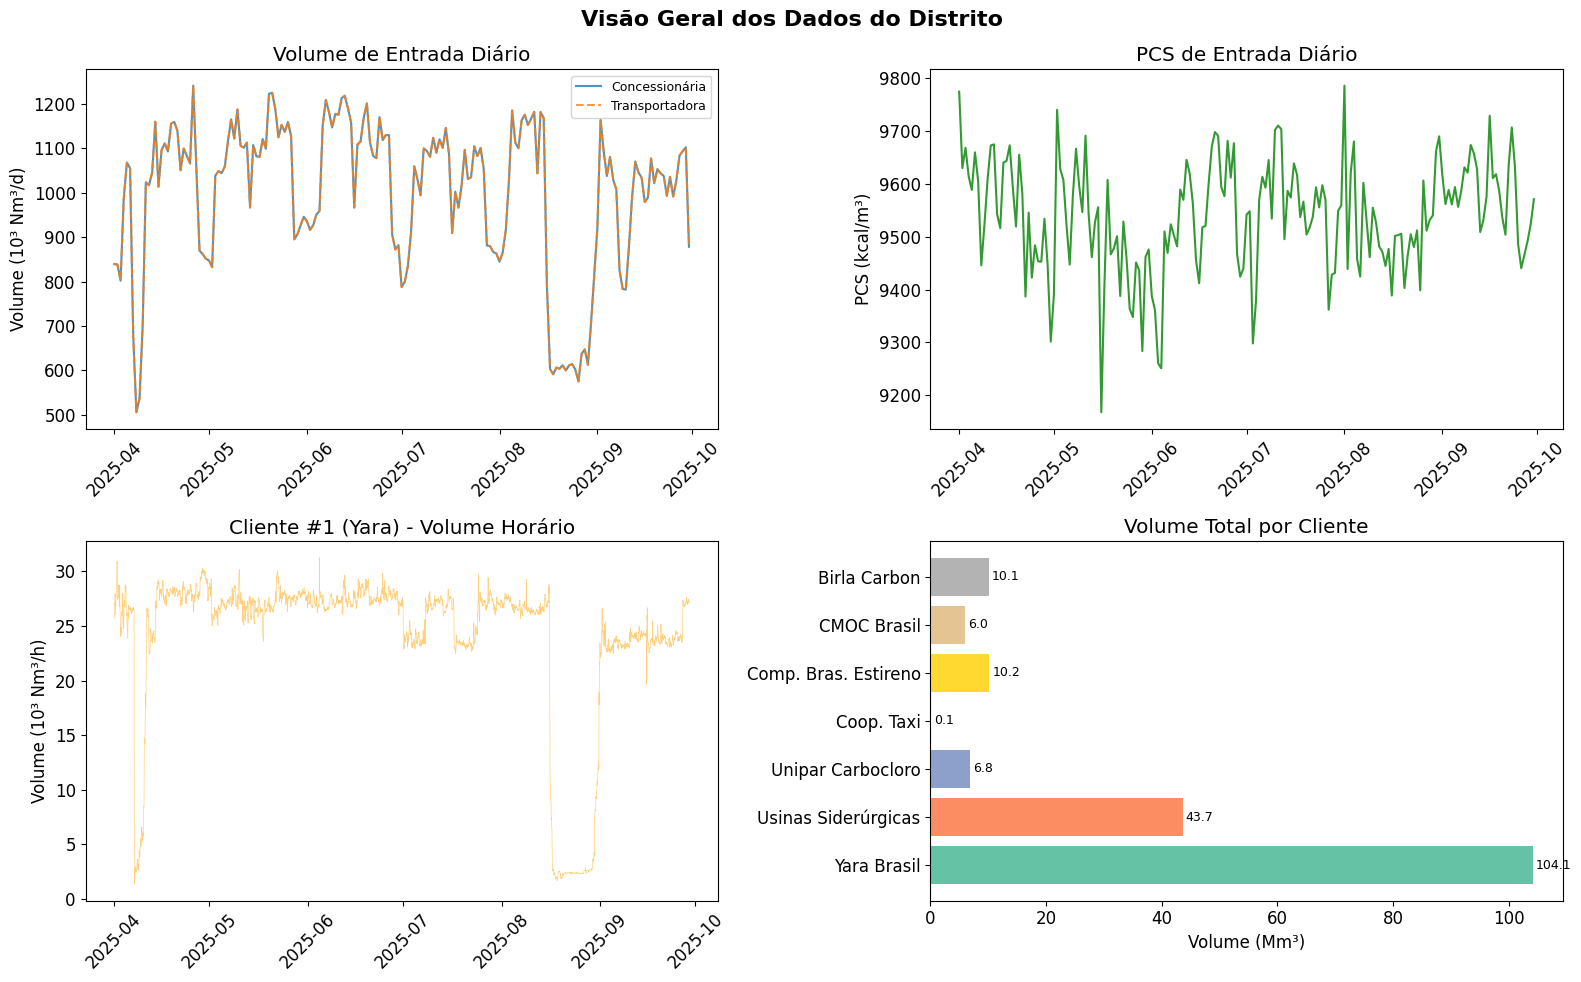 Visão Geral dos Dados do Distrito
Volume de Entrada Diário
Concessionária
Transportadora
Volume (10³ Nm³/d)
1200
1100
1000
900
800
700
600
500
2025-04
2025-05
2025-06
2025-07
2025-08
2025-09
2025-10
PCS de Entrada Diário
PCS (kcal/m³)
9800
9700
9600
9500
9400
9300
9200
2025-04
2025-05
2025-06
2025-07
2025-08
2025-09
2025-10
Cliente #1 (Yara) - Volume Horário
Volume (10³ Nm³/h)
30
25
20
15
10
5
0
2025-04
2025-05
2025-06
2025-07
2025-08
2025-09
2025-10
Volume Total por Cliente
Birla Carbon 10.1
CMOC Brasil 6.0
Comp. Bras. Estireno 10.2
Coop. Taxi 0.1
Unipar Carbocloro 6.8
Usinas Siderúrgicas 43.7
Yara Brasil 104.1
0 20 40 60 80 100
Volume (Mm³)